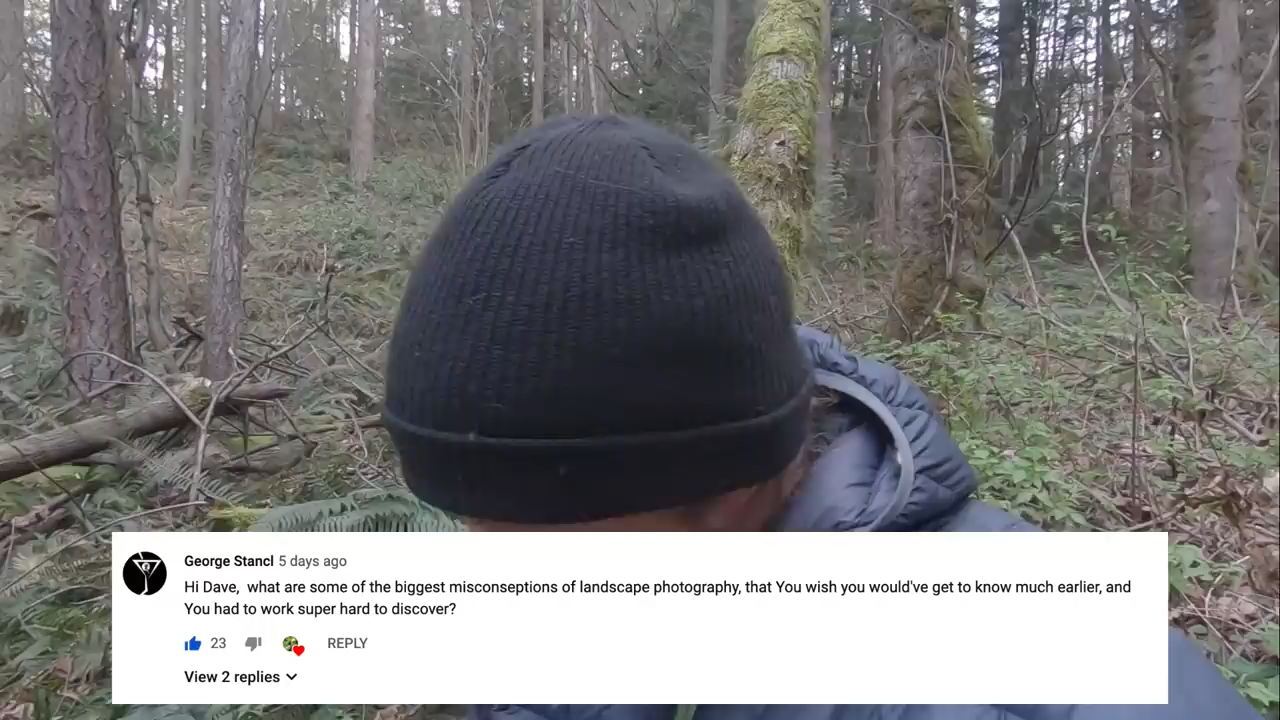 George Stancl 5 days ago
Hi Dave, what are some of the biggest misconseptions of landscape photography, that You wish you would've get to know much earlier, and
You had to work super hard to discover?
23 REPLY
View 2 replies